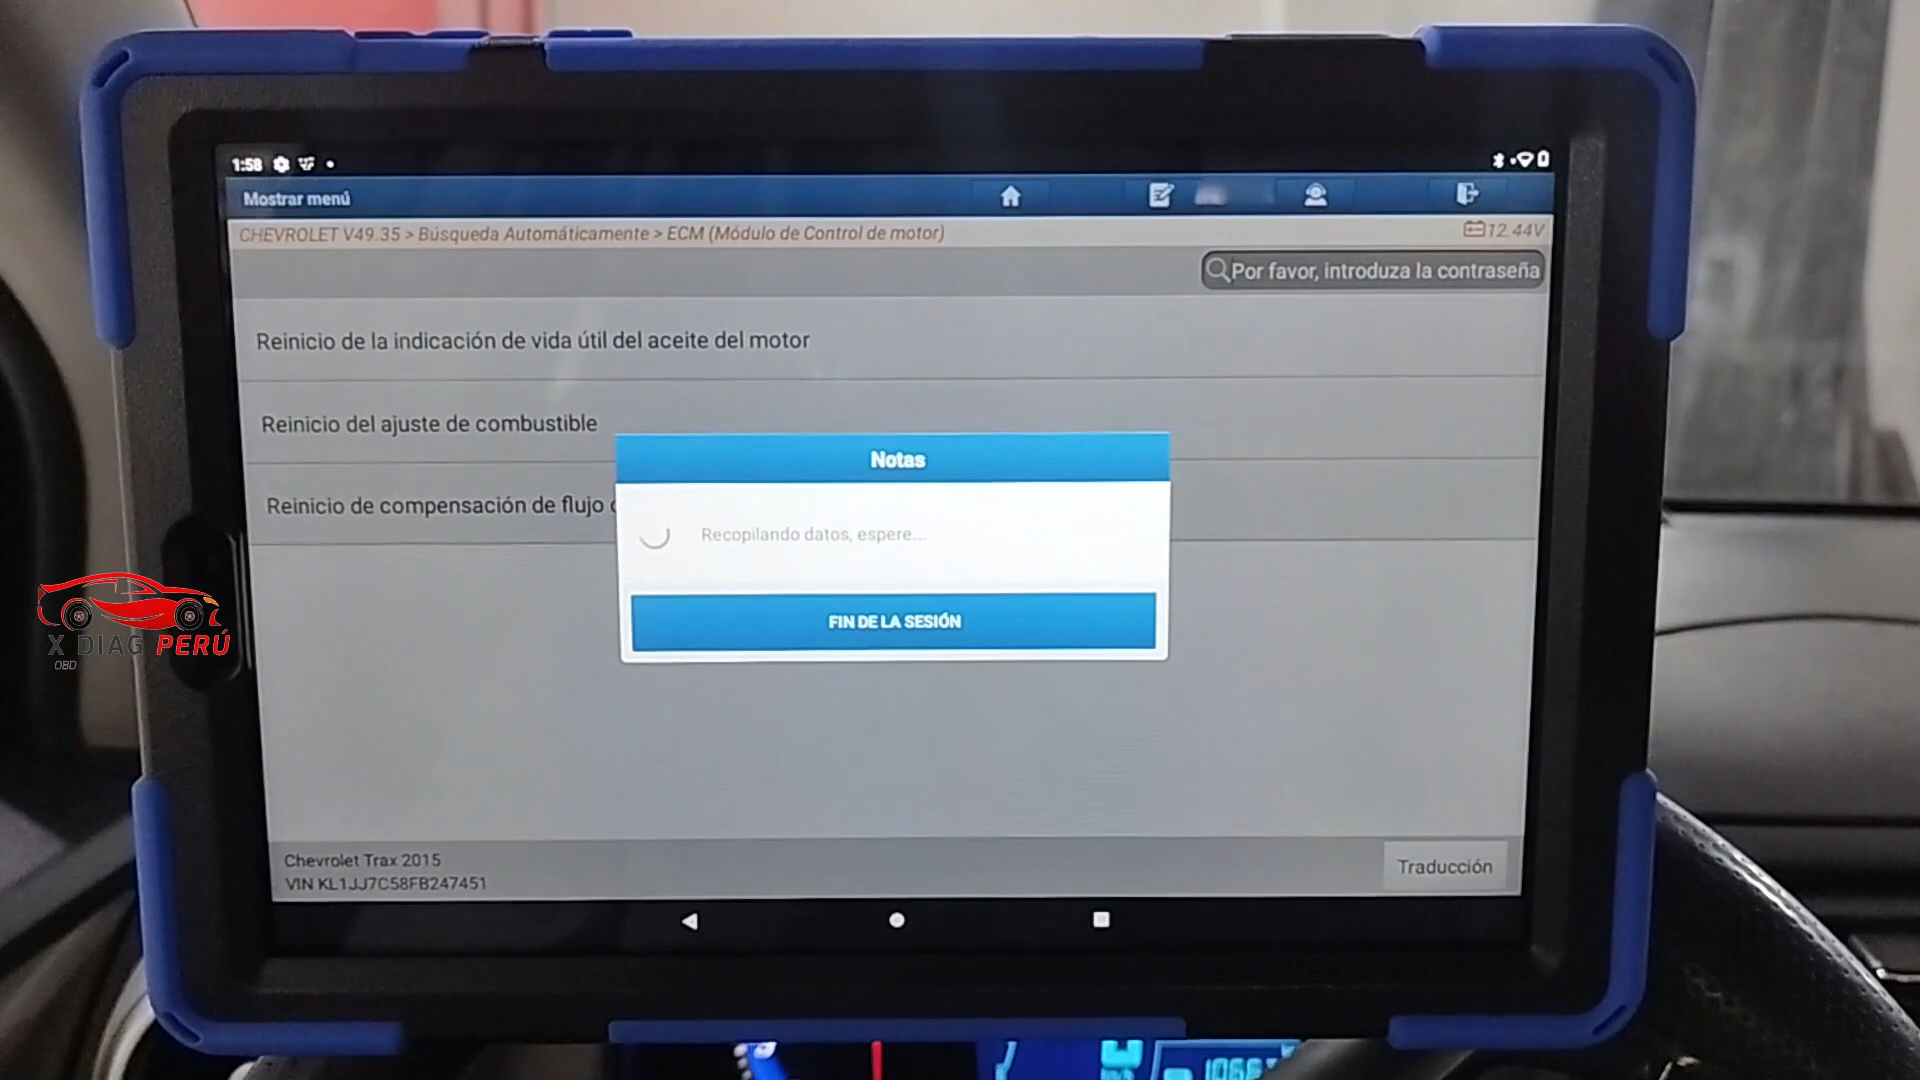 1:58
Mostrar menú
CHEVROLET V49.35 > Búsqueda Automáticamente > ECM (Módulo de Control de motor)
12.44V
Por favor, introduza la contraseña
Reinicio de la indicación de vida útil del aceite del motor
Reinicio del ajuste de combustible
Reinicio de compensación de flujo
Notas
Recopilando datos, espere...
FIN DE LA SESIÓN
X DIAG PERÚ
OBD
Chevrolet Trax 2015
VIN KL1JJ7C58FB247451
Traducción